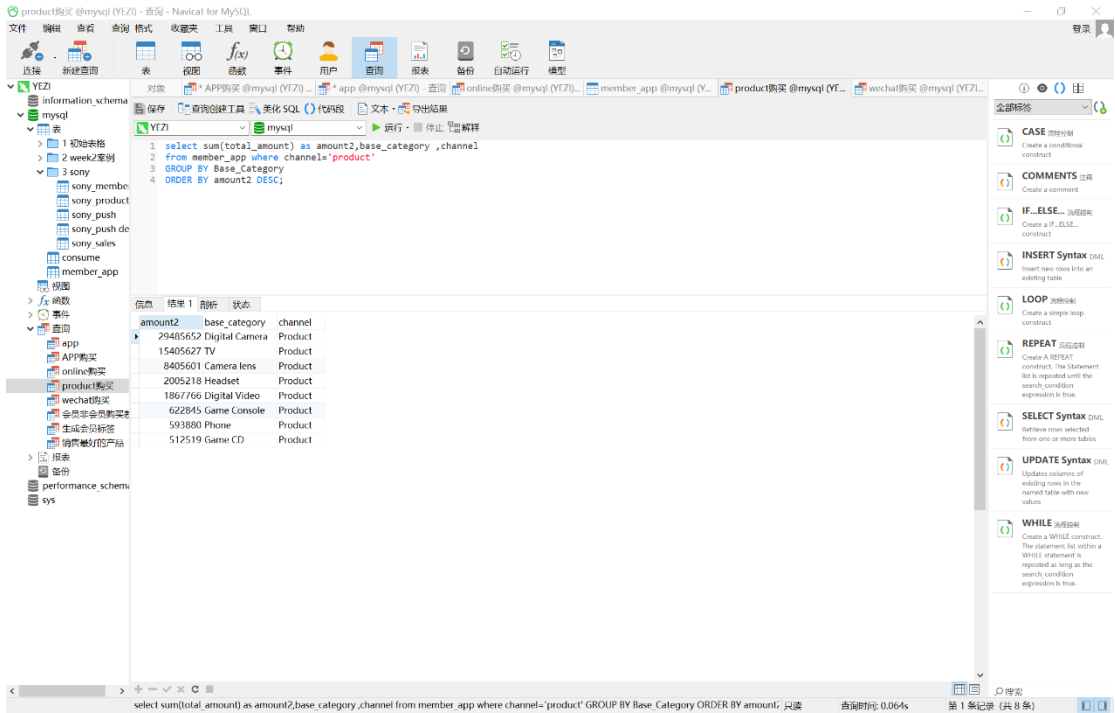 product购买 @mysql (YEZI) - 查询 - Navicat for MySQL
文件 编辑 查看 查询 格式 收藏夹 工具 窗口 帮助 登录
连接 新建查询 表 视图 函数 事件 用户 查询 报表 备份 自动运行 模型
YEZI
information_schema
mysql
表
1 初始表格
2 week2案例
3 sony
sony_membe
sony_product
sony_push
sony_push de
sony_sales
consume
member_app
视图
函数
事件
查询
app
APP购买
online购买
product购买
wechat购买
会员非会员购买
生成会员标签
销售最好的产品
报表
备份
performance_schema
sys
对象 * APP购买 @mysql (YEZI) ... * app @mysql (YEZI) - 查询 online购买 @mysql (YEZI)... member_app @mysql (Y... product购买 @mysql (YE... wechat购买 @mysql (YEZI...
保存 查询创建工具 美化 SQL () 代码段 文本 · 导出结果
YEZI mysql 运行 · 停止 解释
1 select sum(total_amount) as amount2,base_category ,channel
2 from member_app where channel='product'
3 GROUP BY Base_Category
4 ORDER BY amount2 DESC;
信息 结果 1 剖析 状态
amount2 base_category channel
29485652 Digital Camera Product
15405627 TV Product
8405601 Camera lens Product
2005218 Headset Product
1867766 Digital Video Product
622845 Game Console Product
593880 Phone Product
512519 Game CD Product
全部标签
CASE 流程控制
Create a conditional
construct
COMMENTS 注释
Create a comment
IF...ELSE... 流程控制
Create a IF...ELSE...
construct
INSERT Syntax DML
Insert new rows into an
existing table
LOOP 流程控制
Create a simple loop
construct
REPEAT 流程控制
Create A REPEAT
construct. The Statement
list is repeated until the
search_condition
expression is true.
SELECT Syntax DML
Retrieve rows selected
from one or more tables
UPDATE Syntax DML
Updates columns of
existing rows in the
named table with new
values
WHILE 流程控制
Create a WHILE construct.
The statement list within a
WHILE statement is
repeated as long as the
search_condition
expression is true.
搜索
select sum(total_amount) as amount2,base_category ,channel from member_app where channel='product' GROUP BY Base_Category ORDER BY amount2 只读 查询时间: 0.064s 第 1 条记录 (共 8 条)